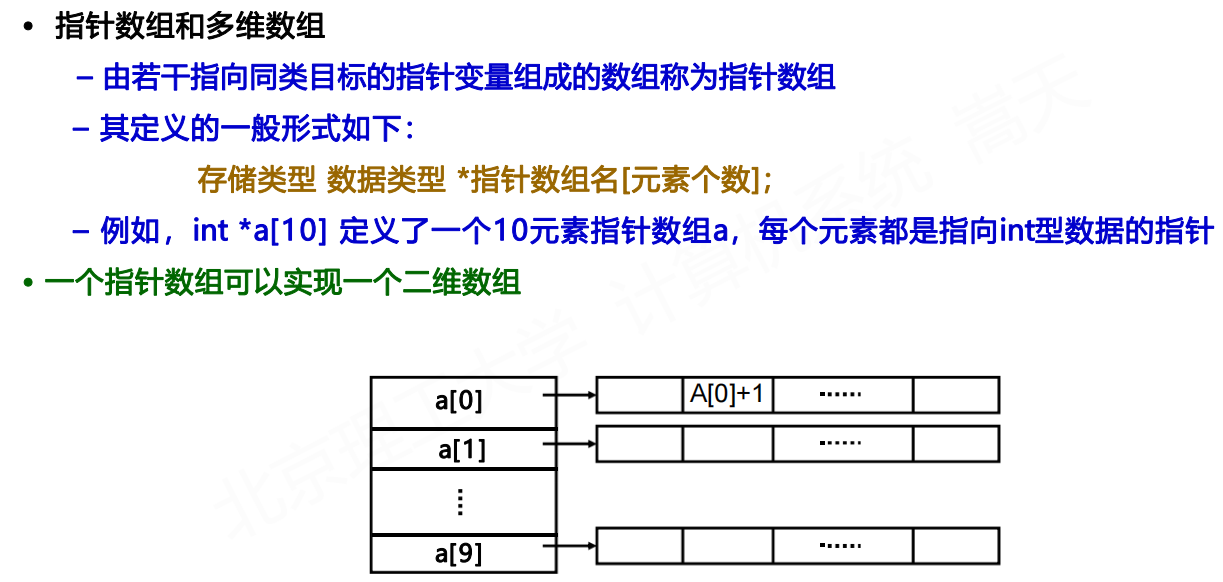 • 指针数组和多维数组
– 由若干指向同类目标的指针变量组成的数组称为指针数组
– 其定义的一般形式如下：
存储类型 数据类型 *指针数组名[元素个数]；
– 例如，int *a[10] 定义了一个10元素指针数组a，每个元素都是指向int型数据的指针
• 一个指针数组可以实现一个二维数组
a[0] A[0]+1 ……
a[1] ……
⋮
a[9] ……
北京理工大学 计算机系统 嵩天